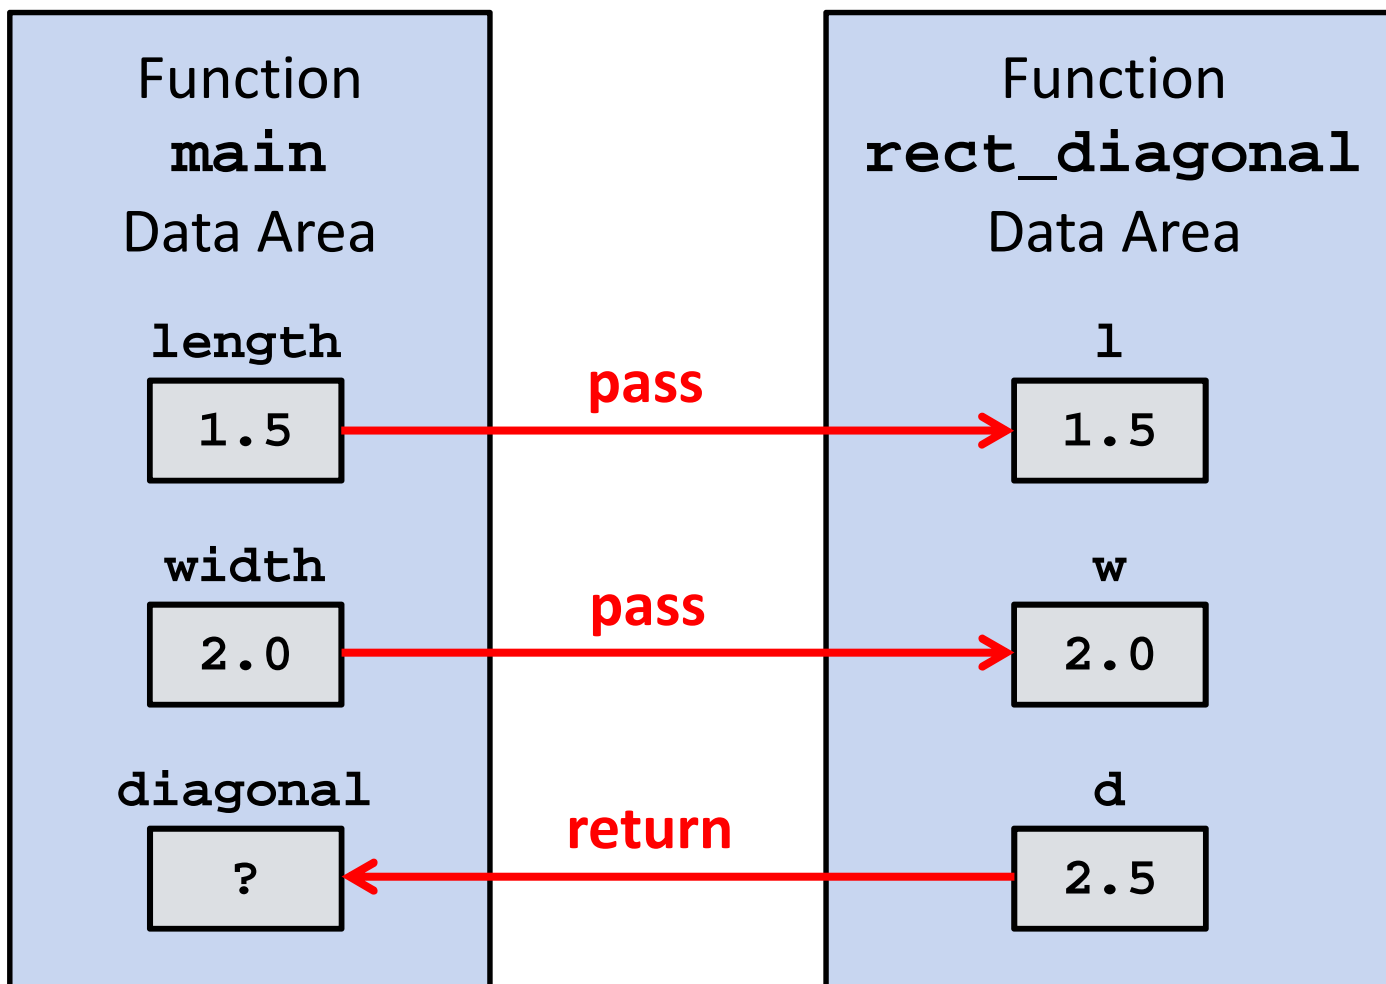 Function
main
Data Area
length
1.5
width
2.0
diagonal
?
pass
pass
return
Function
rect_diagonal
Data Area
l
1.5
w
2.0
d
2.5